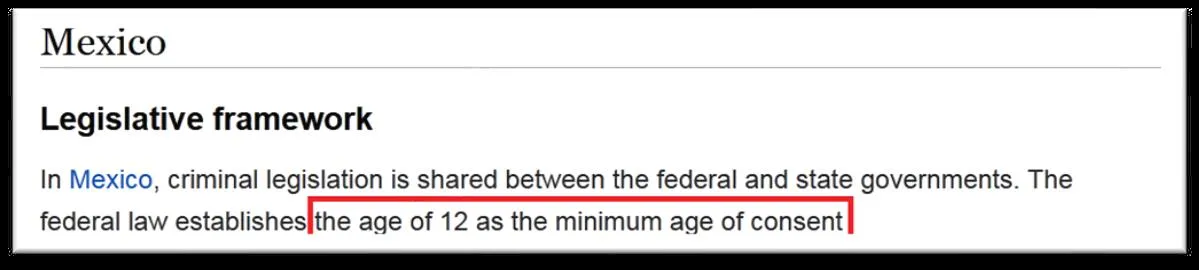 Mexico
Legislative framework
In Mexico, criminal legislation is shared between the federal and state governments. The
federal law establishes the age of 12 as the minimum age of consent